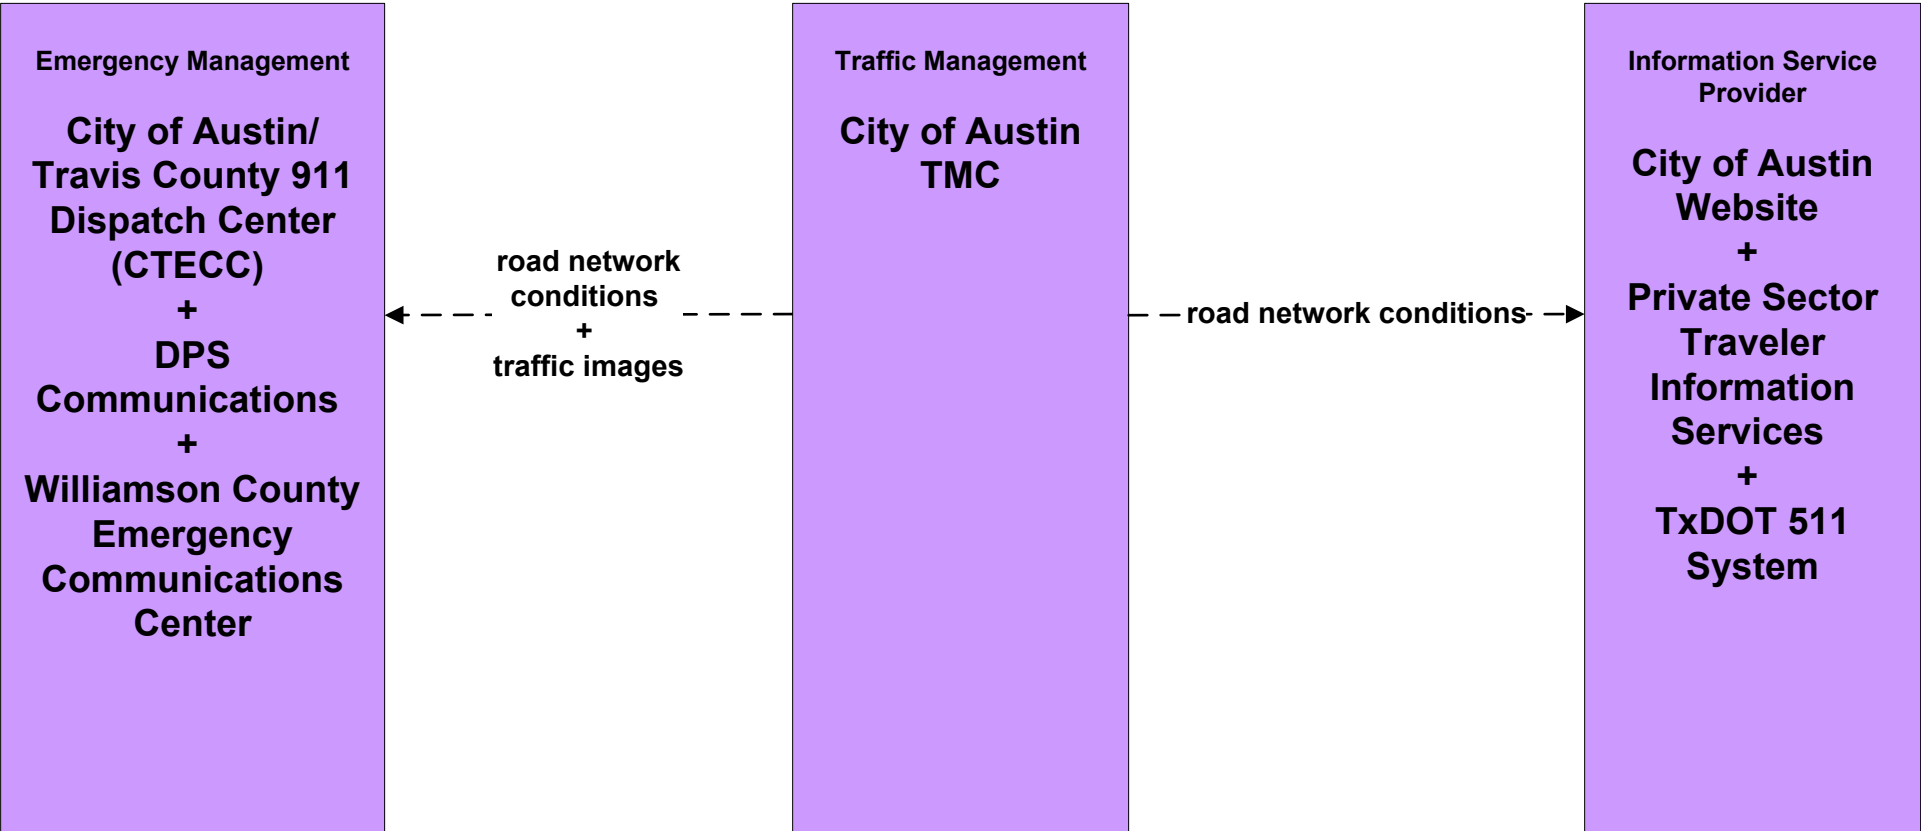 Emergency Management
City of Austin/
Travis County 911
Dispatch Center
(CTECC)
+
DPS
Communications
+
Williamson County
Emergency
Communications
Center
road network
conditions
+
traffic images
Traffic Management
City of Austin
TMC
road network conditions
Information Service
Provider
City of Austin
Website
+
Private Sector
Traveler
Information
Services
+
TxDOT 511
System